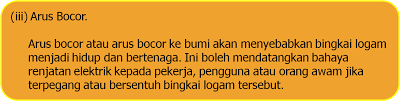 (iii) Arus Bocor.
Arus bocor atau arus bocor ke bumi akan menyebabkan bingkai logam
menjadi hidup dan bertenaga. Ini boleh mendatangkan bahaya
renjatan elektrik kepada pekerja, pengguna atau orang awam jika
terpegang atau bersentuh bingkai logam tersebut.